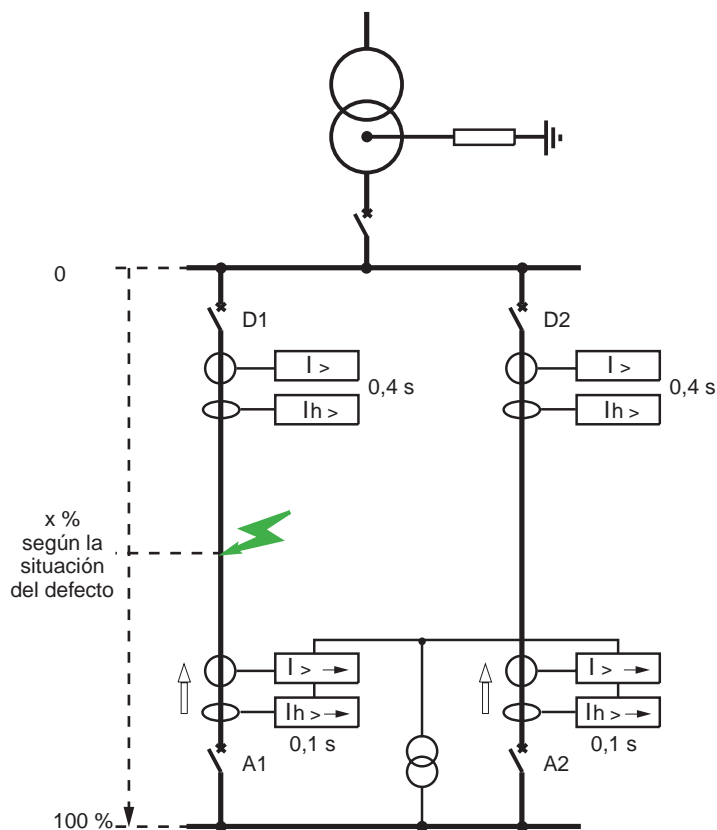 0
D1
D2
I >
I >
0,4 s
0,4 s
Ih >
Ih >
x %
según la
situación
del defecto
I >
I >
Ih >
Ih >
0,1 s
0,1 s
A1
A2
100 %